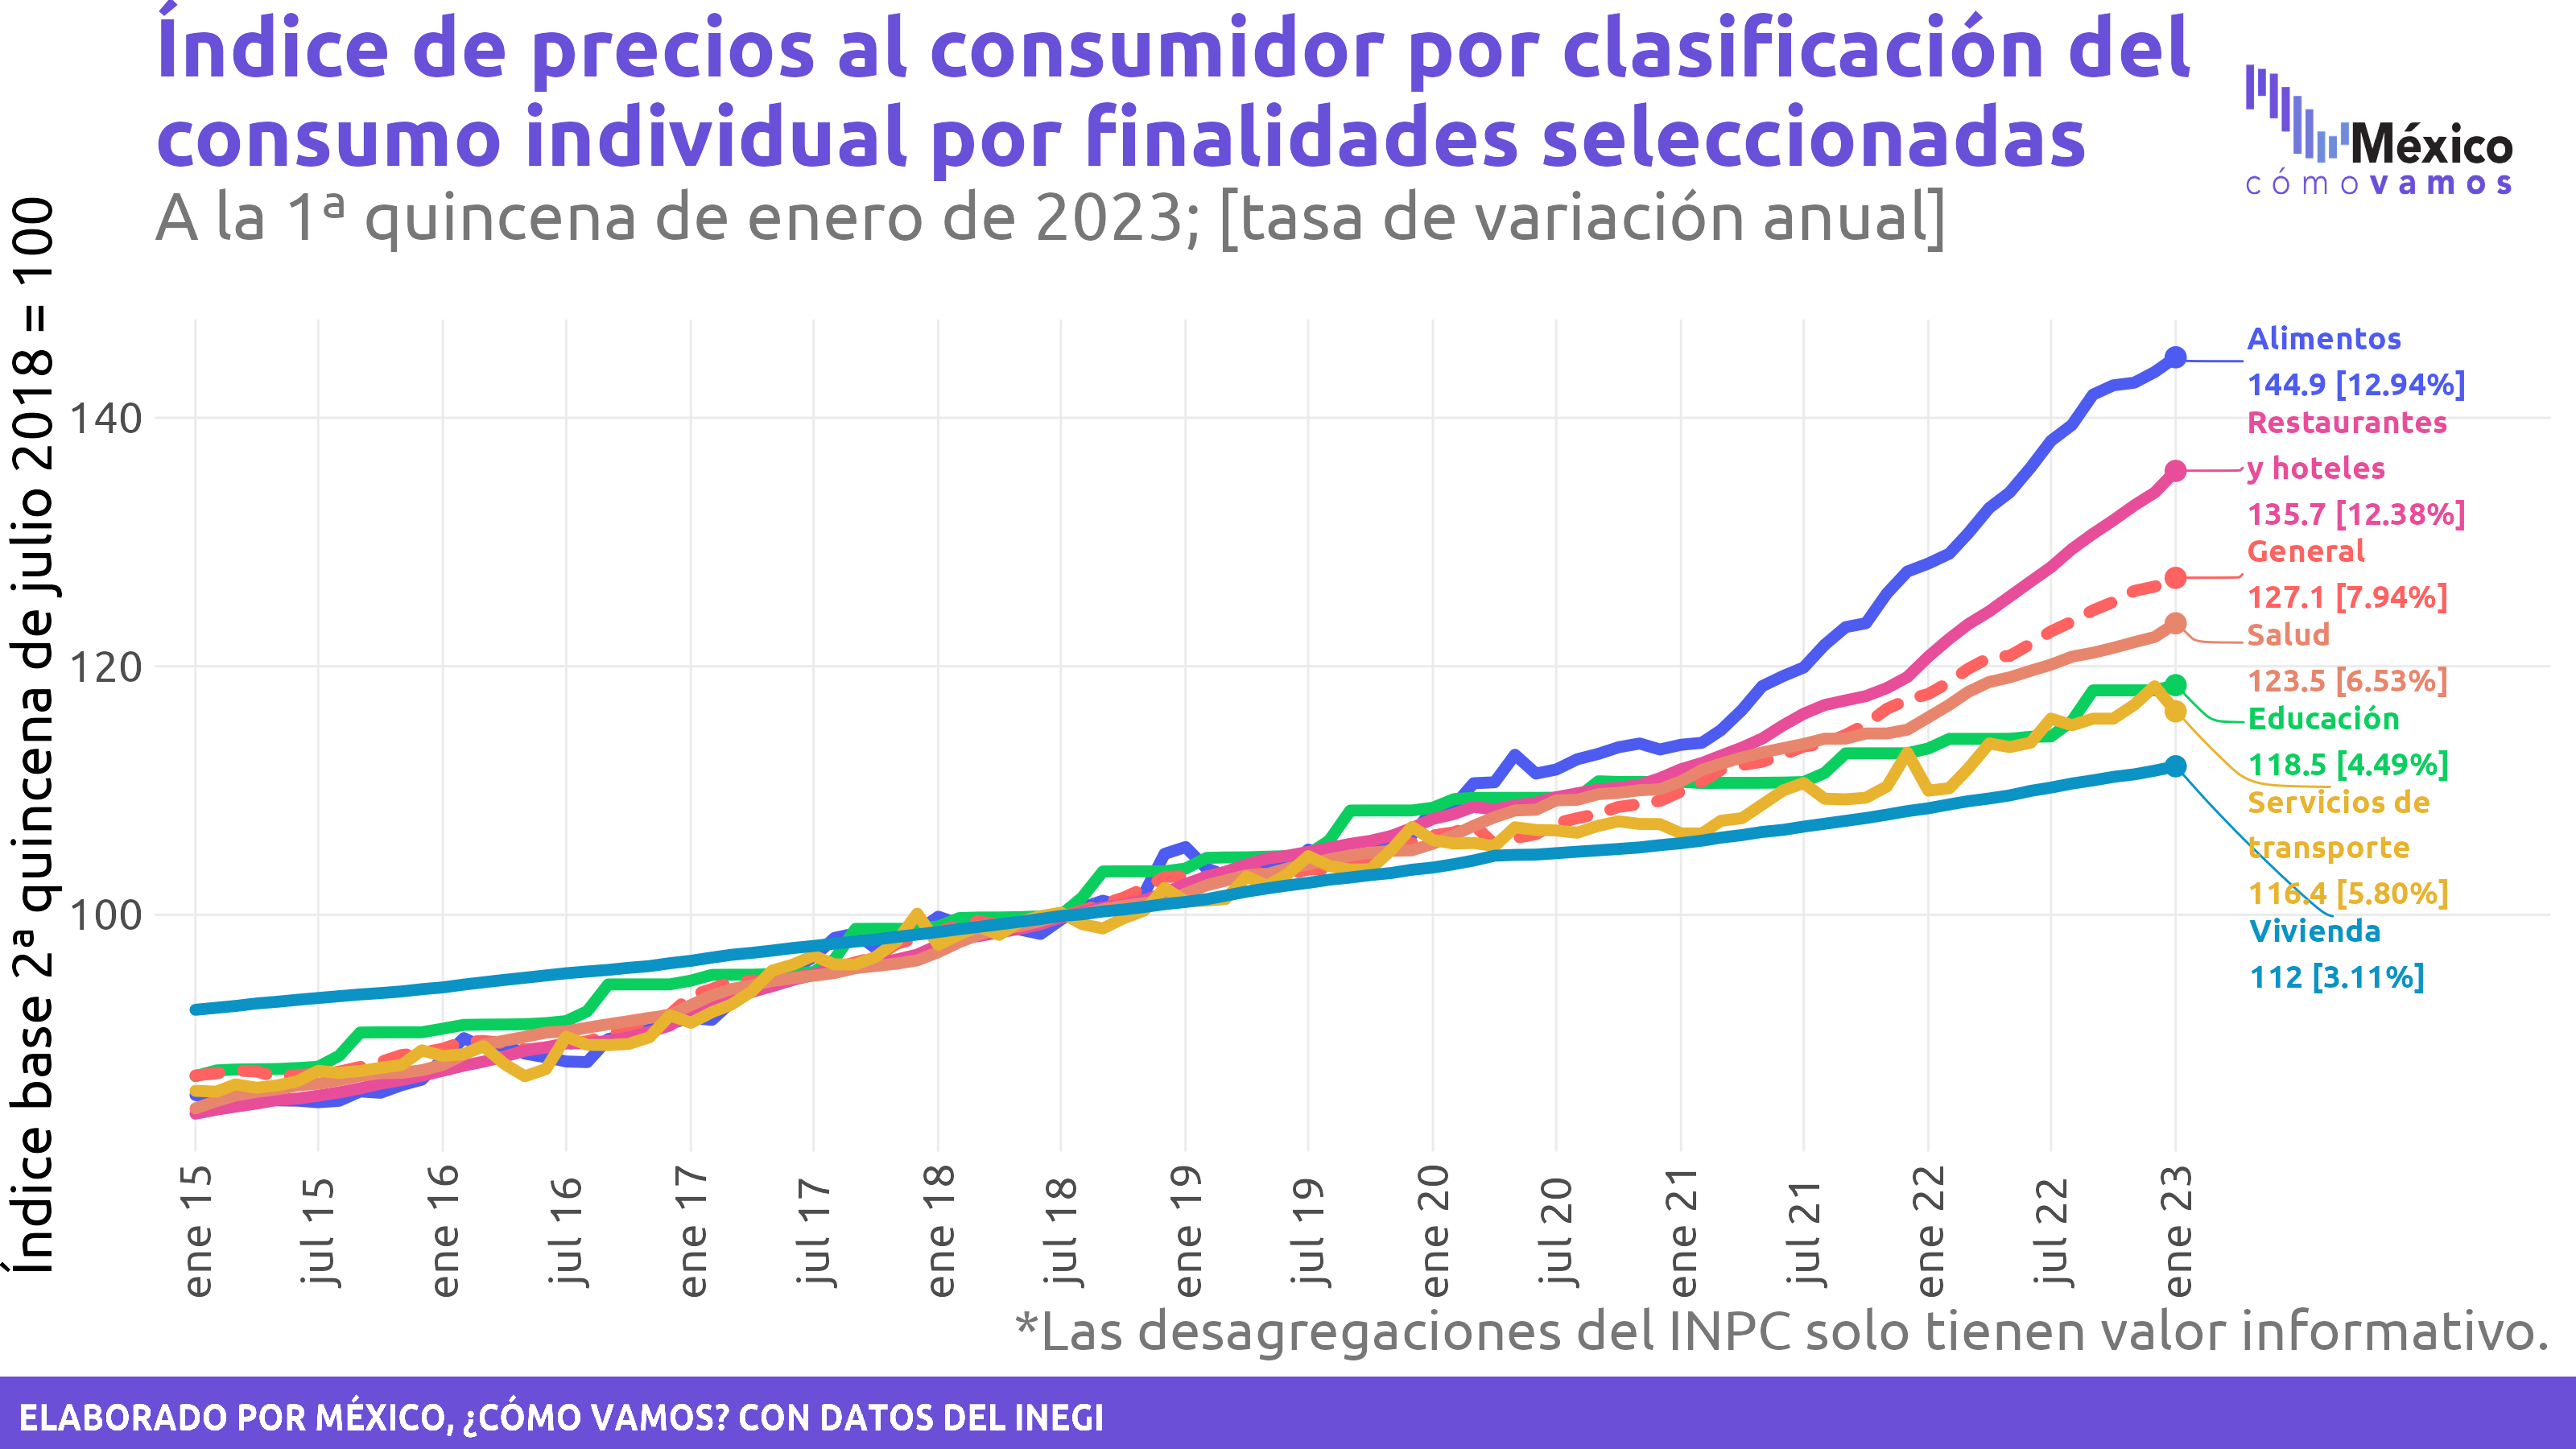 Índice de precios al consumidor por clasificación del
consumo individual por finalidades seleccionadas
A la 1ª quincena de enero de 2023; [tasa de variación anual]
México
cómo vamos
Índice base 2ª quincena de julio 2018 = 100
140
120
100
Alimentos
144.9 [12.94%]
Restaurantes
y hoteles
135.7 [12.38%]
General
127.1 [7.94%]
Salud
123.5 [6.53%]
Educación
118.5 [4.49%]
Servicios de
transporte
116.4 [5.80%]
Vivienda
112 [3.11%]
ene 15
jul 15
ene 16
jul 16
ene 17
jul 17
ene 18
jul 18
ene 19
jul 19
ene 20
jul 20
ene 21
jul 21
ene 22
jul 22
ene 23
*Las desagregaciones del INPC solo tienen valor informativo.
ELABORADO POR MÉXICO, ¿CÓMO VAMOS? CON DATOS DEL INEGI